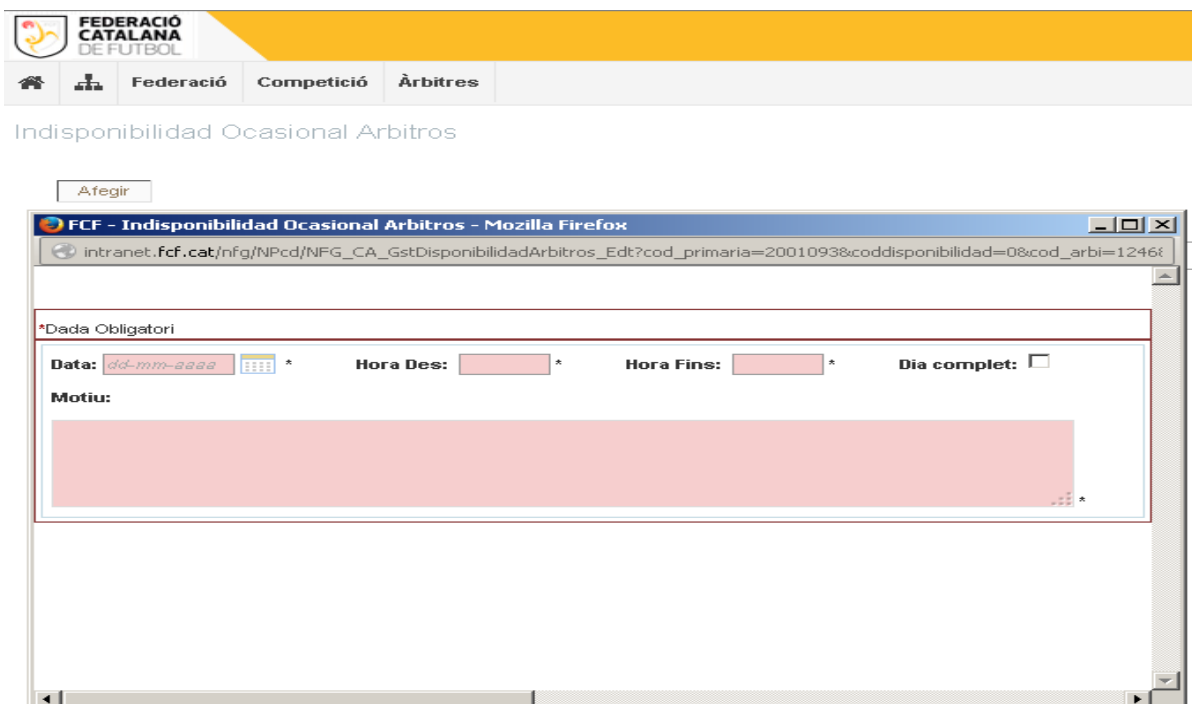 FEDERACIÓ
CATALANA
DE FUTBOL
Federació Competició Àrbitres
Indisponibilidad Ocasional Arbitros
Afegir
FCF - Indisponibilidad Ocasional Arbitros - Mozilla Firefox
intranet.fcf.cat/nfg/NPcd/NFG_CA_GstDisponibilidadArbitros_Edt?cod_primaria=2001093&coddisponibilidad=0&cod_arbi=12468
*Dada Obligatori
Data: dd-mm-aaaa * Hora Des: * Hora Fins: * Dia complet:
Motiu:
*